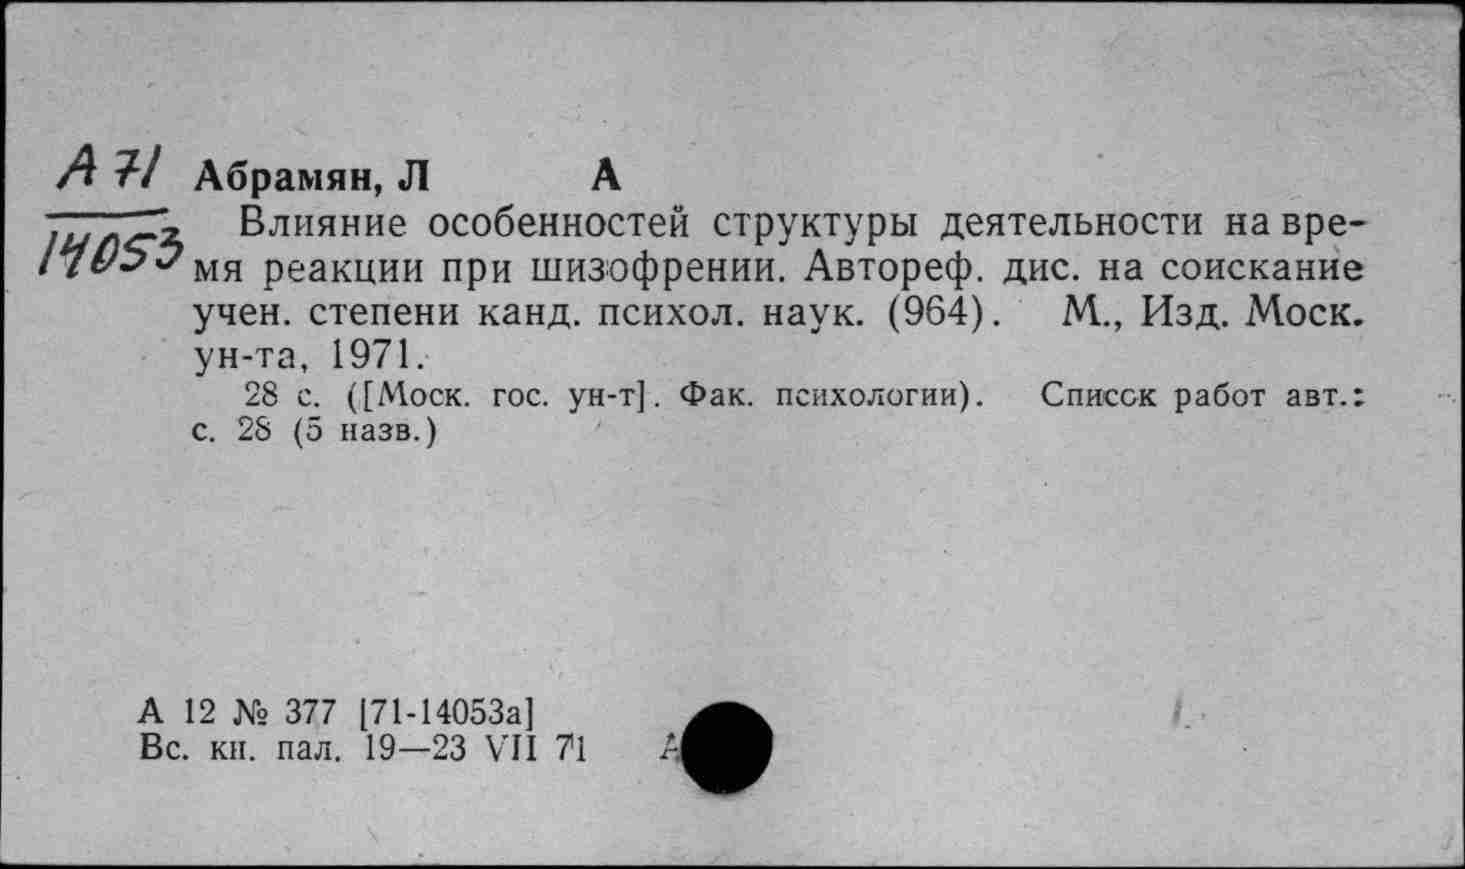 А 71 Абрамян, Л А
14053 Влияние особенностей структуры деятельности на вре-
мя реакции при шизофрении. Автореф. дис. на соискание
учен. степени канд. психол. наук. (964). М., Изд. Моск.
ун-та, 1971.
28 с. ([Моск. гос. ун-т]. Фак. психологии). Список работ авт.:
с. 28 (5 назв.)
А 12 № 377 [71-14053а]
Вс. кн. пал. 19—23 VII 71